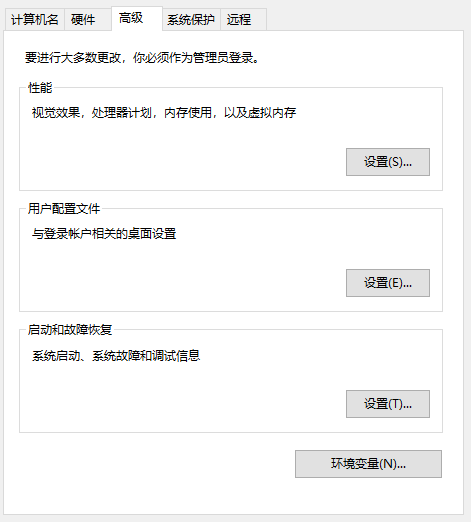 计算机名 硬件 高级 系统保护 远程
要进行大多数更改，你必须作为管理员登录。
性能
视觉效果，处理器计划，内存使用，以及虚拟内存
设置(S)...
用户配置文件
与登录帐户相关的桌面设置
设置(E)...
启动和故障恢复
系统启动、系统故障和调试信息
设置(T)...
环境变量(N)...